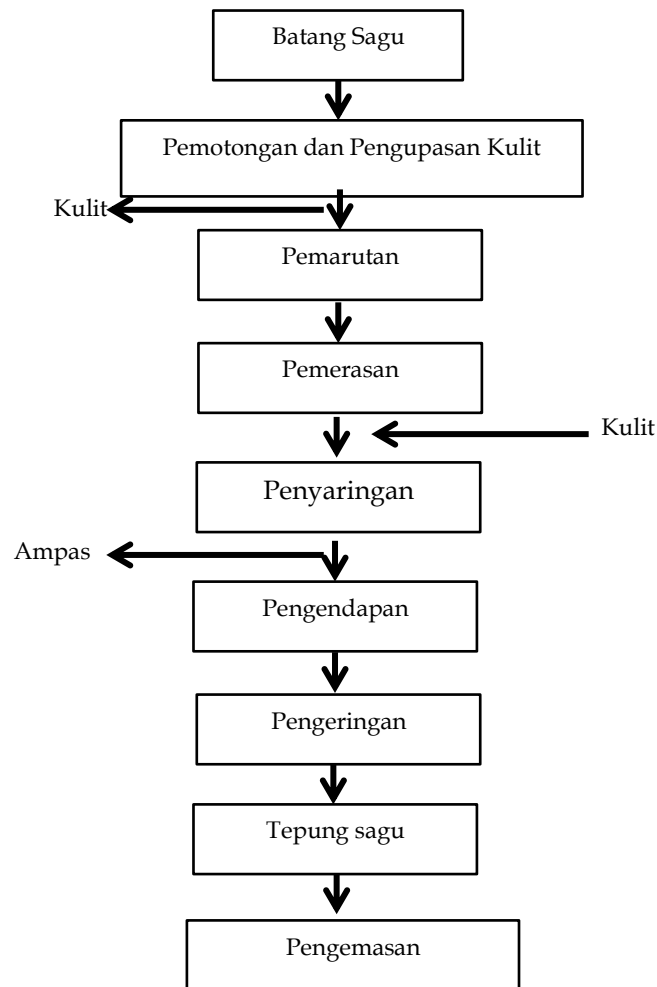 Batang Sagu
Pemotongan dan Pengupasan Kulit
Kulit
Pemarutan
Pemerasan
Kulit
Penyaringan
Ampas
Pengendapan
Pengeringan
Tepung sagu
Pengemasan